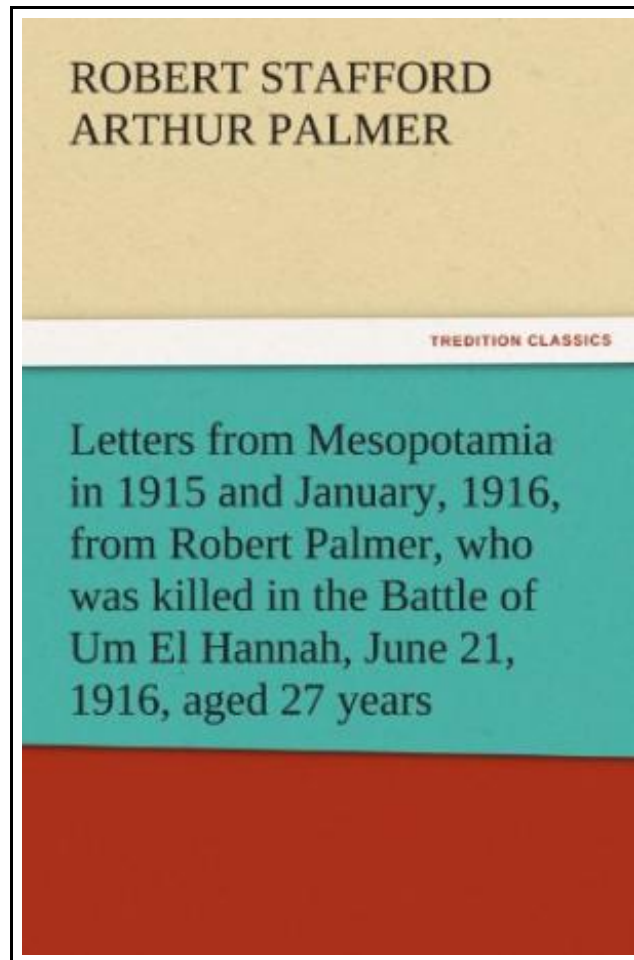 ROBERT STAFFORD
ARTHUR PALMER
TREDITION CLASSICS
Letters from Mesopotamia
in 1915 and January, 1916,
from Robert Palmer, who
was killed in the Battle of
Um El Hannah, June 21,
1916, aged 27 years